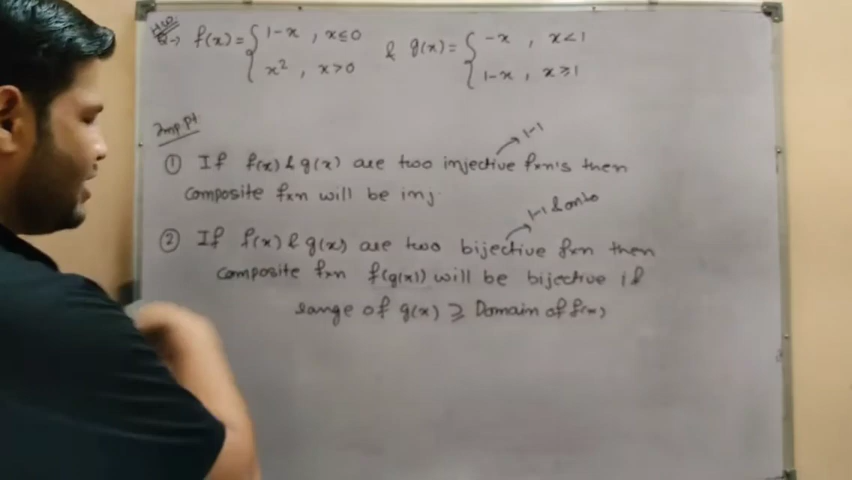 H.W.
Q→ f(x) = { 1-x , x≤0 & g(x) = { -x , x<1
x² , x>0 1-x , x≥1
Imp Pt
① If f(x) & g(x) are two injective fxn's then → 1-1
composite fxn will be inj.
② If f(x) & g(x) are two bijective fxn then → 1-1 & onto
composite fxn f(g(x)) will be bijective if
range of g(x) ≥ Domain of f(x)